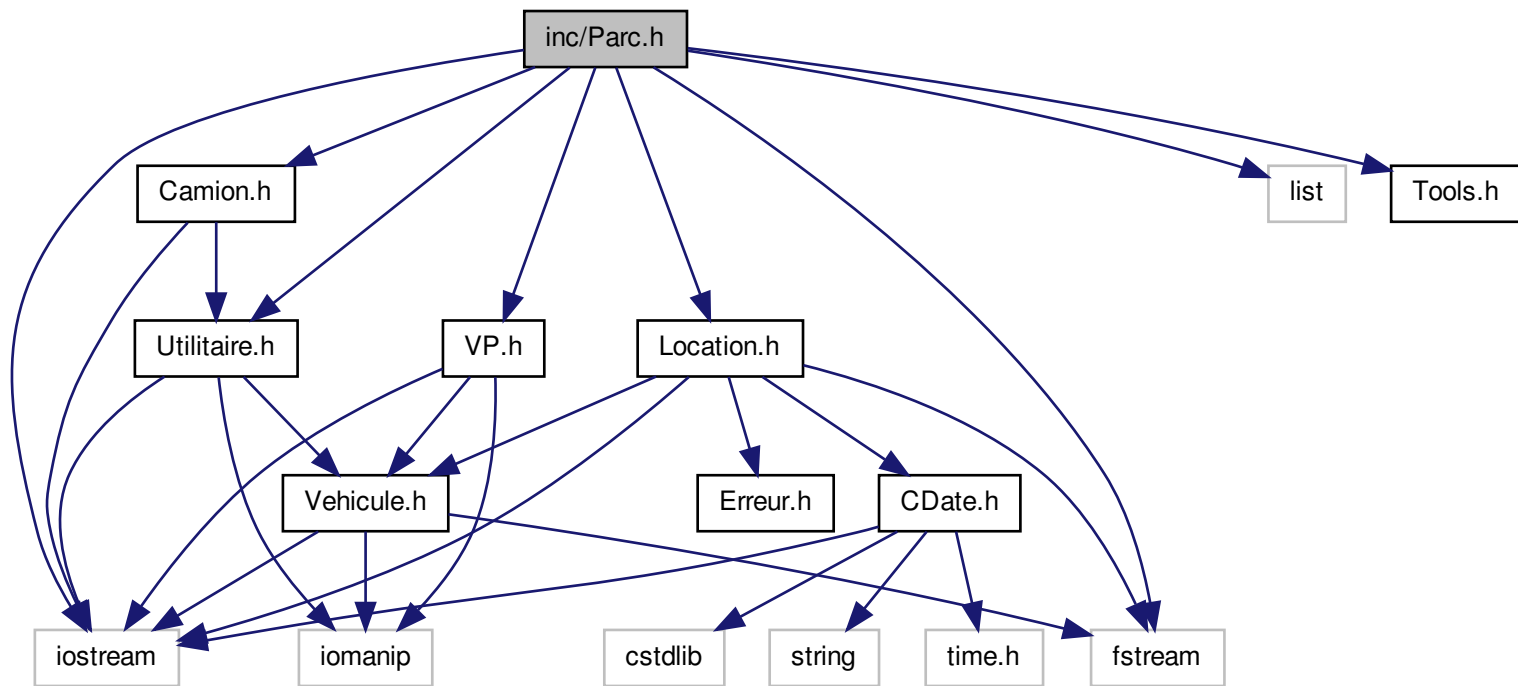 inc/Parc.h
Camion.h
list
Tools.h
Utilitaire.h
VP.h
Location.h
Vehicule.h
Erreur.h
CDate.h
iostream
iomanip
cstdlib
string
time.h
fstream